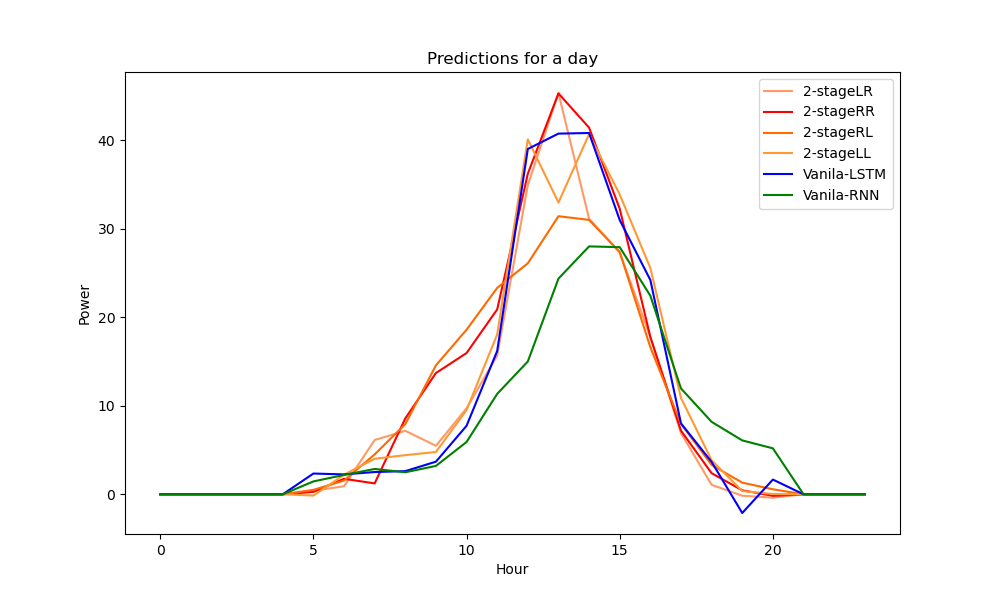 Predictions for a day
2-stageLR
2-stageRR
2-stageRL
2-stageLL
Vanila-LSTM
Vanila-RNN
Power
40
30
20
10
0
0 5 10 15 20
Hour